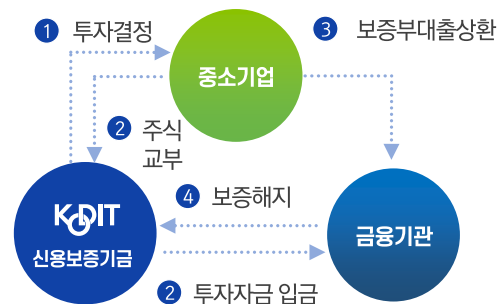 1 투자결정
3 보증부대출상환
중소기업
2 주식
교부
4 보증해지
KODIT
신용보증기금
금융기관
2 투자자금 입금